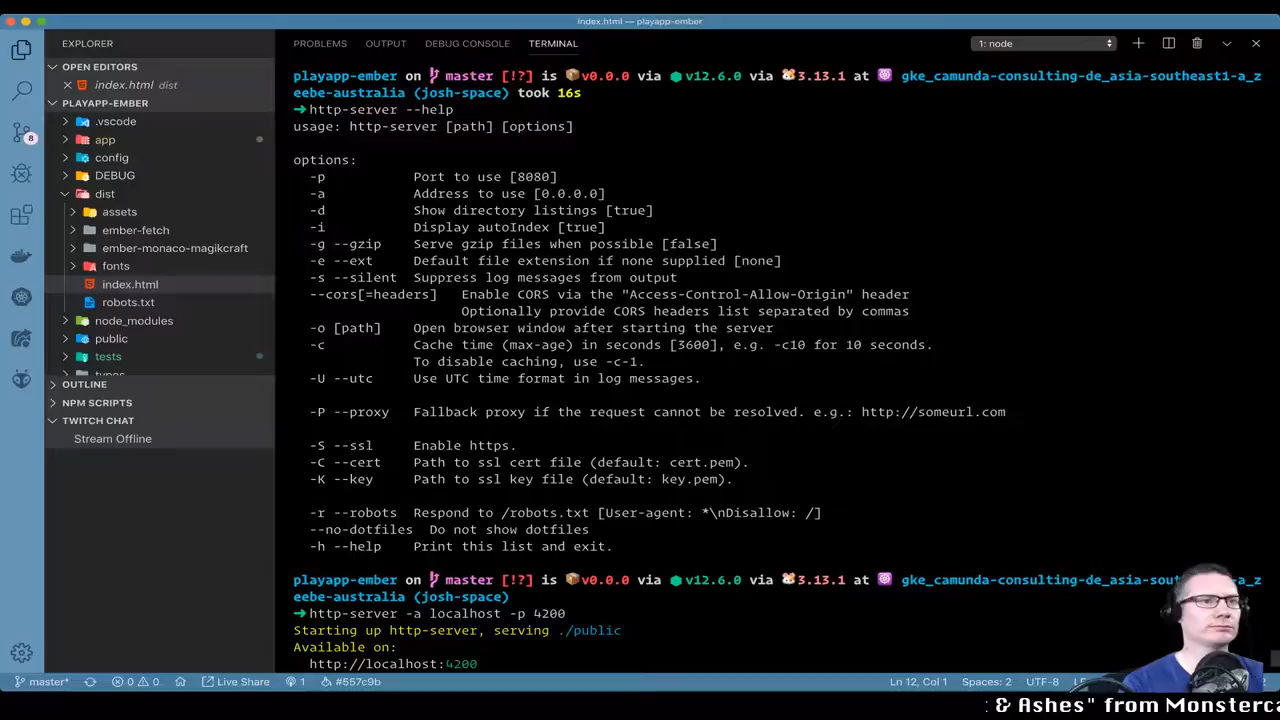 index.html — playapp-ember
EXPLORER
OPEN EDITORS
index.html dist
PLAYAPP-EMBER
.vscode
app
config
DEBUG
dist
assets
ember-fetch
ember-monaco-magikcraft
fonts
index.html
robots.txt
node_modules
public
tests
types
OUTLINE
NPM SCRIPTS
TWITCH CHAT
Stream Offline
8
PROBLEMS OUTPUT DEBUG CONSOLE TERMINAL 1: node
playapp-ember on master [!?] is v0.0.0 via v12.6.0 via 3.13.1 at gke_camunda-consulting-de_asia-southeast1-a_z
eebe-australia (josh-space) took 16s
➜ http-server --help
usage: http-server [path] [options]
options:
-p Port to use [8080]
-a Address to use [0.0.0.0]
-d Show directory listings [true]
-i Display autoIndex [true]
-g --gzip Serve gzip files when possible [false]
-e --ext Default file extension if none supplied [none]
-s --silent Suppress log messages from output
--cors[=headers] Enable CORS via the "Access-Control-Allow-Origin" header
Optionally provide CORS headers list separated by commas
-o [path] Open browser window after starting the server
-c Cache time (max-age) in seconds [3600], e.g. -c10 for 10 seconds.
To disable caching, use -c-1.
-U --utc Use UTC time format in log messages.
-P --proxy Fallback proxy if the request cannot be resolved. e.g.: http://someurl.com
-S --ssl Enable https.
-C --cert Path to ssl cert file (default: cert.pem).
-K --key Path to ssl key file (default: key.pem).
-r --robots Respond to /robots.txt [User-agent: *\nDisallow: /]
--no-dotfiles Do not show dotfiles
-h --help Print this list and exit.
playapp-ember on master [!?] is v0.0.0 via v12.6.0 via 3.13.1 at gke_camunda-consulting-de_asia-sou a_z
eebe-australia (josh-space)
➜ http-server -a localhost -p 4200
Starting up http-server, serving ./public
Available on:
http://localhost:4200
master* 0 0 Live Share 1 #557c9b Ln 12, Col 1 Spaces: 2 UTF-8
& Ashes" from Monsterca